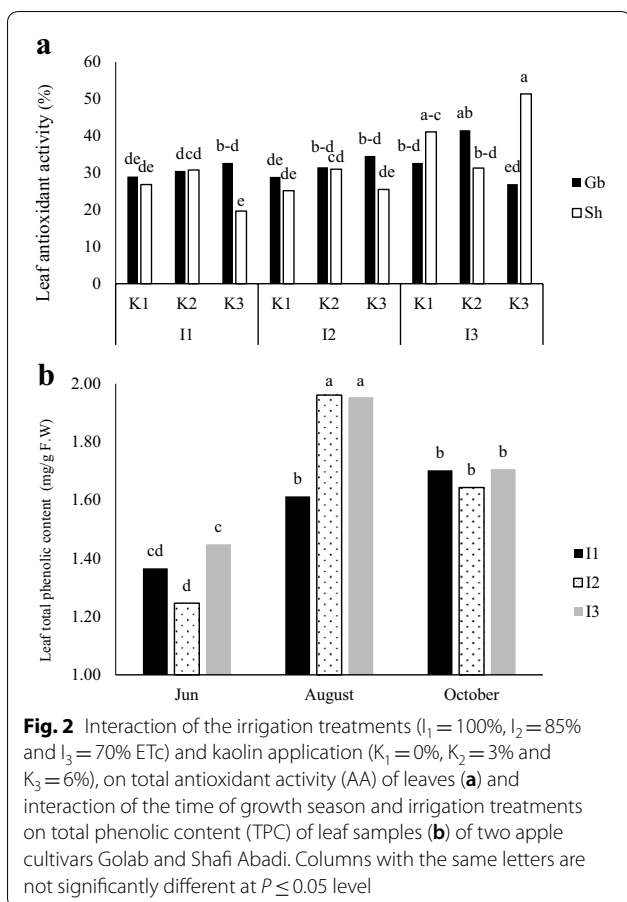 a
Leaf antioxidant activity (%)
60
50
40
30
20
10
0
de de d cd b-d e de de b-d cd b-d de b-d a-c ab b-d ed a
Gb
Sh
K1 K2 K3 K1 K2 K3 K1 K2 K3
I1 I2 I3
b
Leaf total phenolic content (mg/g F.W)
2.00
1.80
1.60
1.40
1.20
1.00
cd d c b a a b b b
I1
I2
I3
Jun August October
Fig. 2 Interaction of the irrigation treatments (I₁ = 100%, I₂ = 85%
and I₃ = 70% ETc) and kaolin application (K₁ = 0%, K₂ = 3% and
K₃ = 6%), on total antioxidant activity (AA) of leaves (a) and
interaction of the time of growth season and irrigation treatments
on total phenolic content (TPC) of leaf samples (b) of two apple
cultivars Golab and Shafi Abadi. Columns with the same letters are
not significantly different at P ≤ 0.05 level